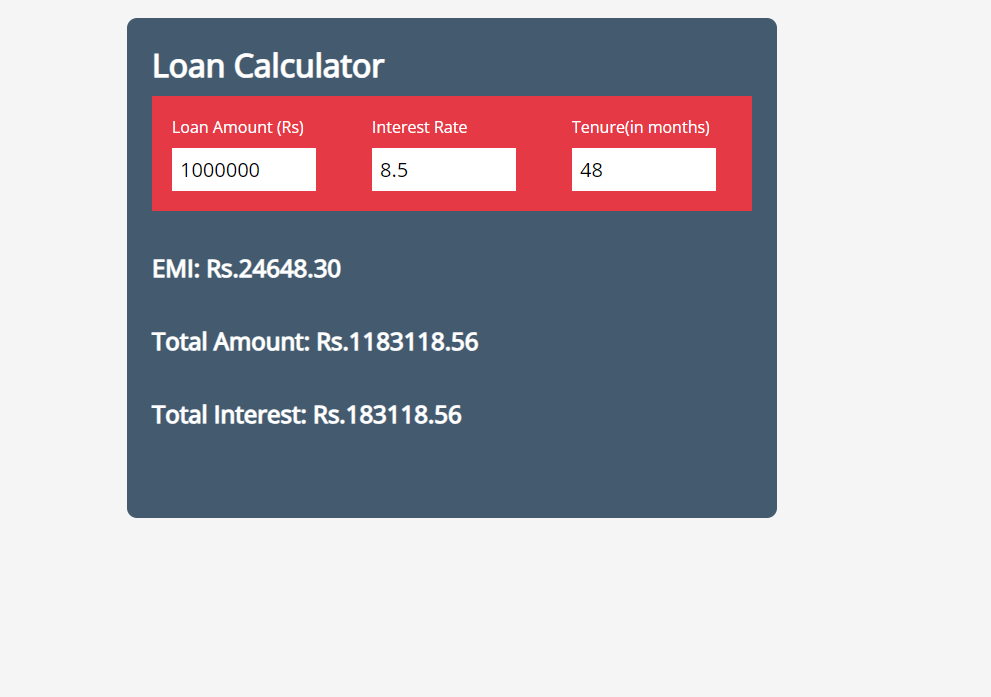 Loan Calculator
Loan Amount (Rs) Interest Rate Tenure(in months)
1000000 8.5 48
EMI: Rs.24648.30
Total Amount: Rs.1183118.56
Total Interest: Rs.183118.56